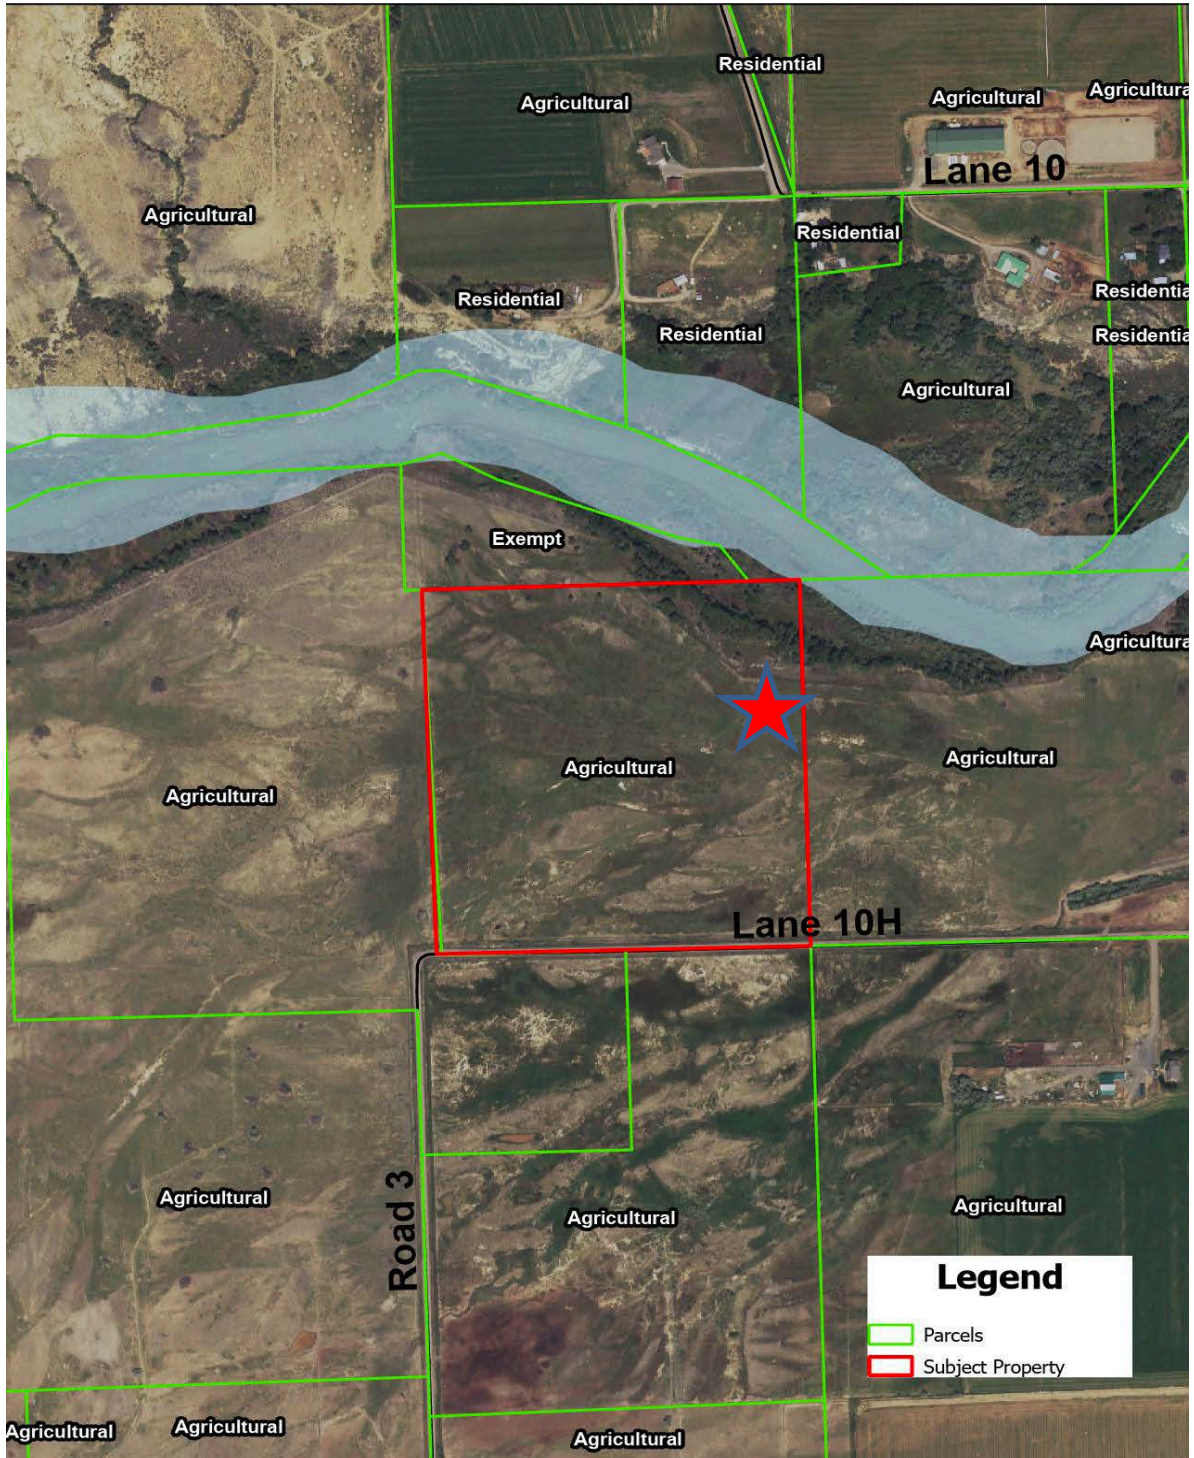 Residential
Agricultural
Agricultural
Agricultura
Lane 10
Agricultural
Residential
Residential
Residentia
Residential
Residentia
Agricultural
Exempt
Agricultura
Agricultural
Agricultural
Agricultural
Lane 10H
Road 3
Agricultural
Agricultural
Agricultural
Legend
Parcels
Subject Property
Agricultural
Agricultural
Agricultural